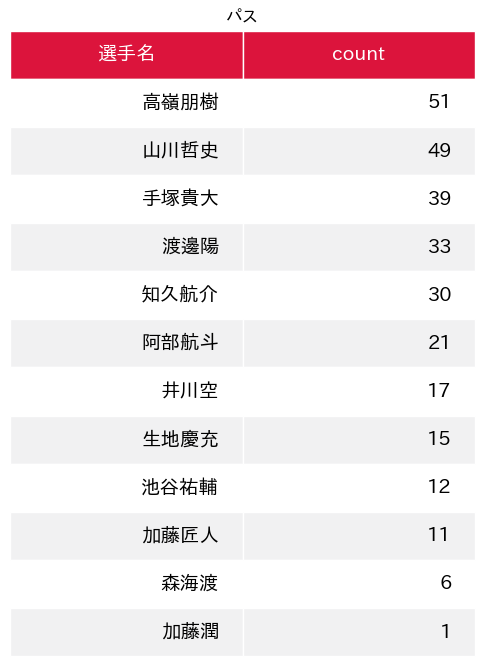 パス
選手名 count
高嶺朋樹 51
山川哲史 49
手塚貴大 39
渡邊陽 33
知久航介 30
阿部航斗 21
井川空 17
生地慶充 15
池谷祐輔 12
加藤匠人 11
森海渡 6
加藤潤 1